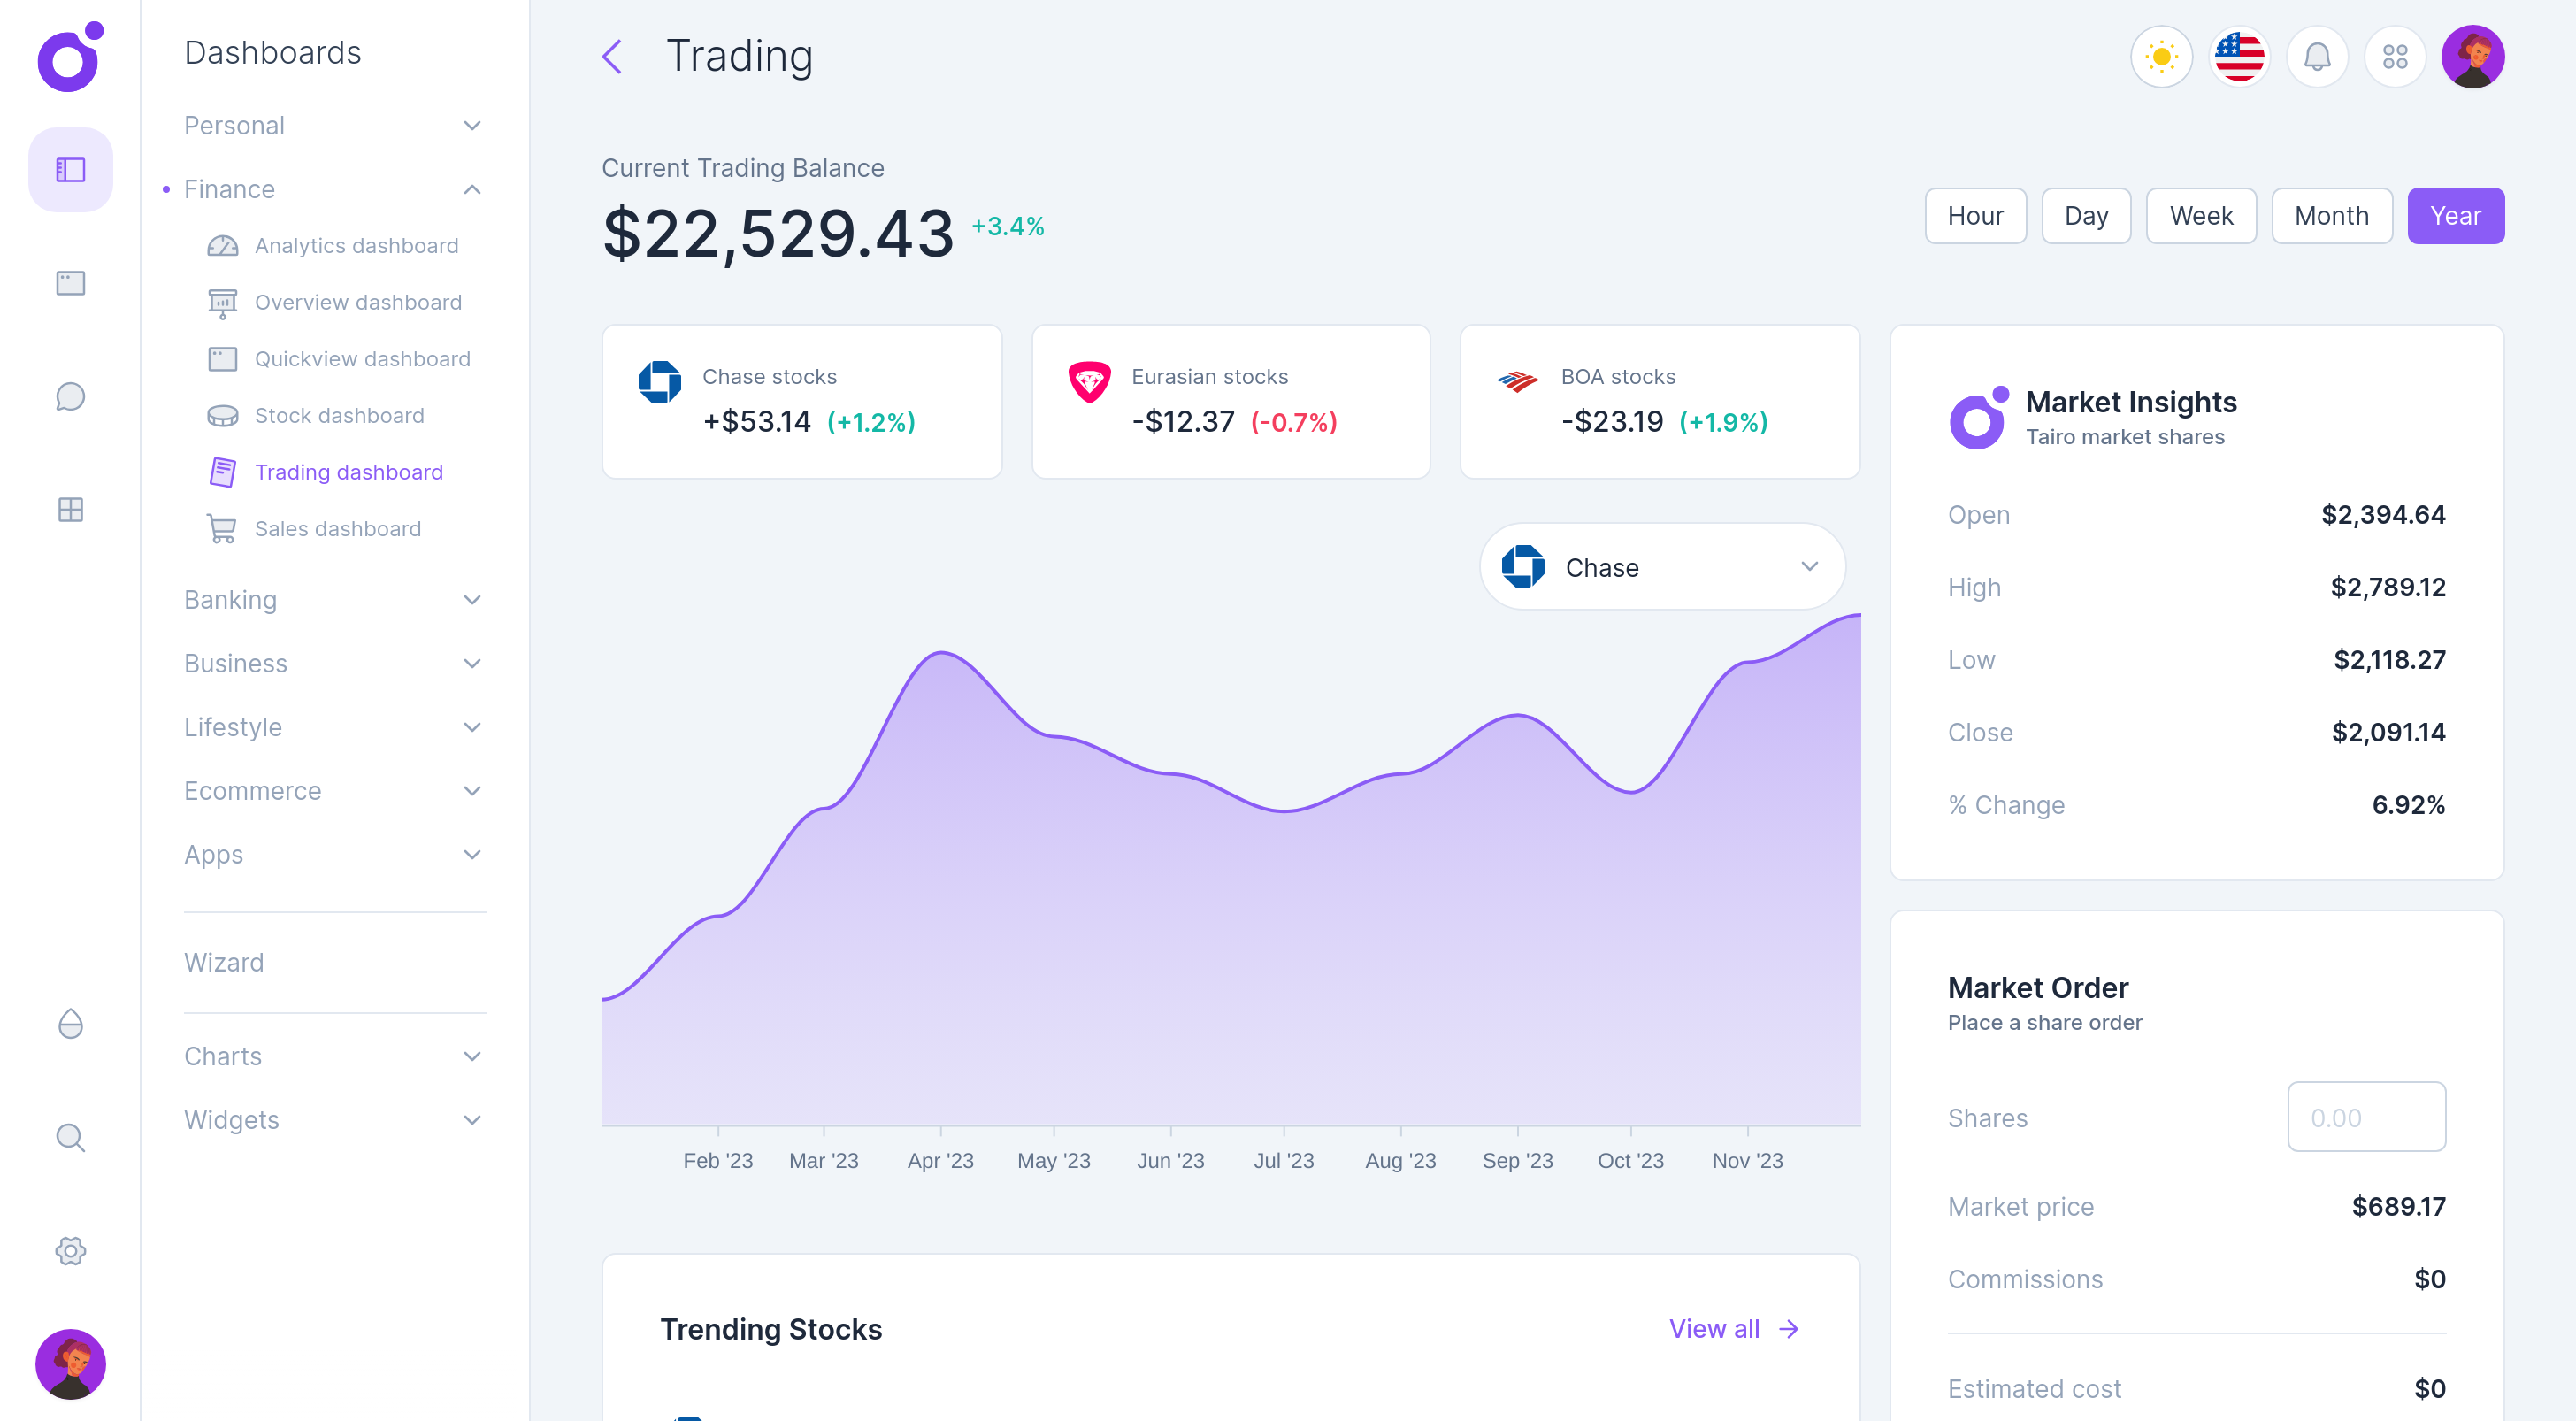 Dashboards
Personal
Finance
Analytics dashboard
Overview dashboard
Quickview dashboard
Stock dashboard
Trading dashboard
Sales dashboard
Banking
Business
Lifestyle
Ecommerce
Apps
Wizard
Charts
Widgets
Trading
Current Trading Balance
$22,529.43 +3.4%
Hour Day Week Month Year
Chase stocks
+$53.14 (+1.2%)
Eurasian stocks
-$12.37 (-0.7%)
BOA stocks
-$23.19 (+1.9%)
Chase
Feb '23 Mar '23 Apr '23 May '23 Jun '23 Jul '23 Aug '23 Sep '23 Oct '23 Nov '23
Trending Stocks
View all
Market Insights
Tairo market shares
Open $2,394.64
High $2,789.12
Low $2,118.27
Close $2,091.14
% Change 6.92%
Market Order
Place a share order
Shares 0.00
Market price $689.17
Commissions $0
Estimated cost $0